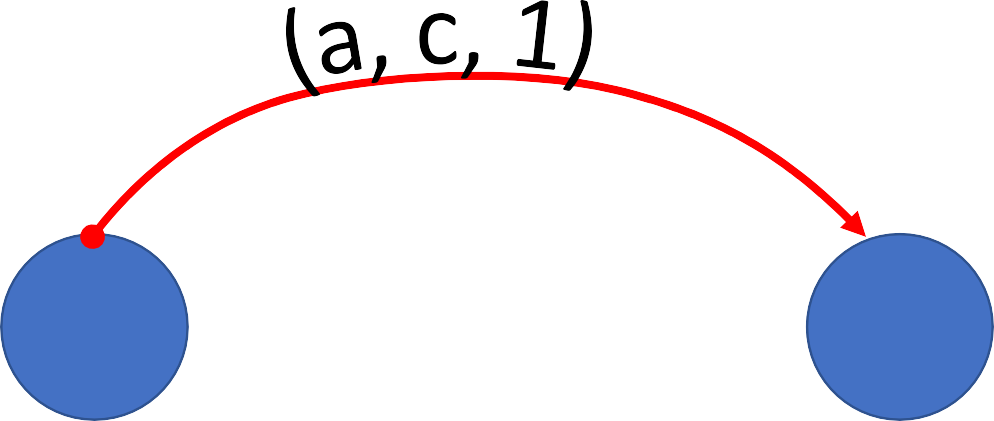 (a, c, 1)